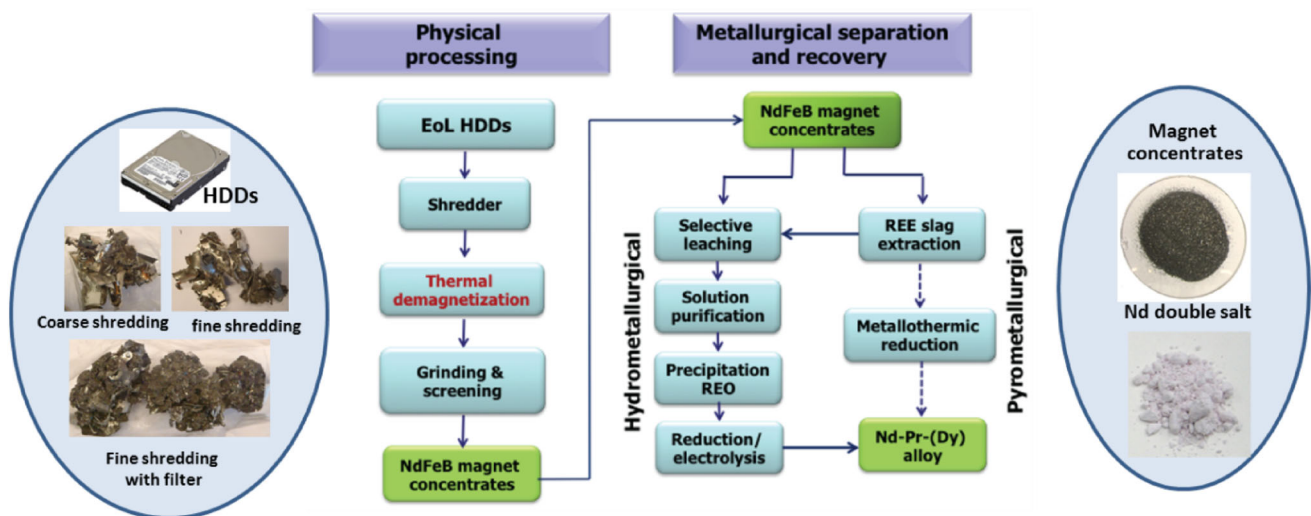 Physical
processing
Metallurgical separation
and recovery
HDDs
Coarse shredding
fine shredding
Fine shredding
with filter
EoL HDDs
Shredder
Thermal
demagnetization
Grinding &
screening
NdFeB magnet
concentrates
NdFeB magnet
concentrates
Hydrometallurgical
Selective
leaching
Solution
purification
Precipitation
REO
Reduction/
electrolysis
REE slag
extraction
Metallothermic
reduction
Nd-Pr-(Dy)
alloy
Pyrometallurgical
Magnet
concentrates
Nd double salt